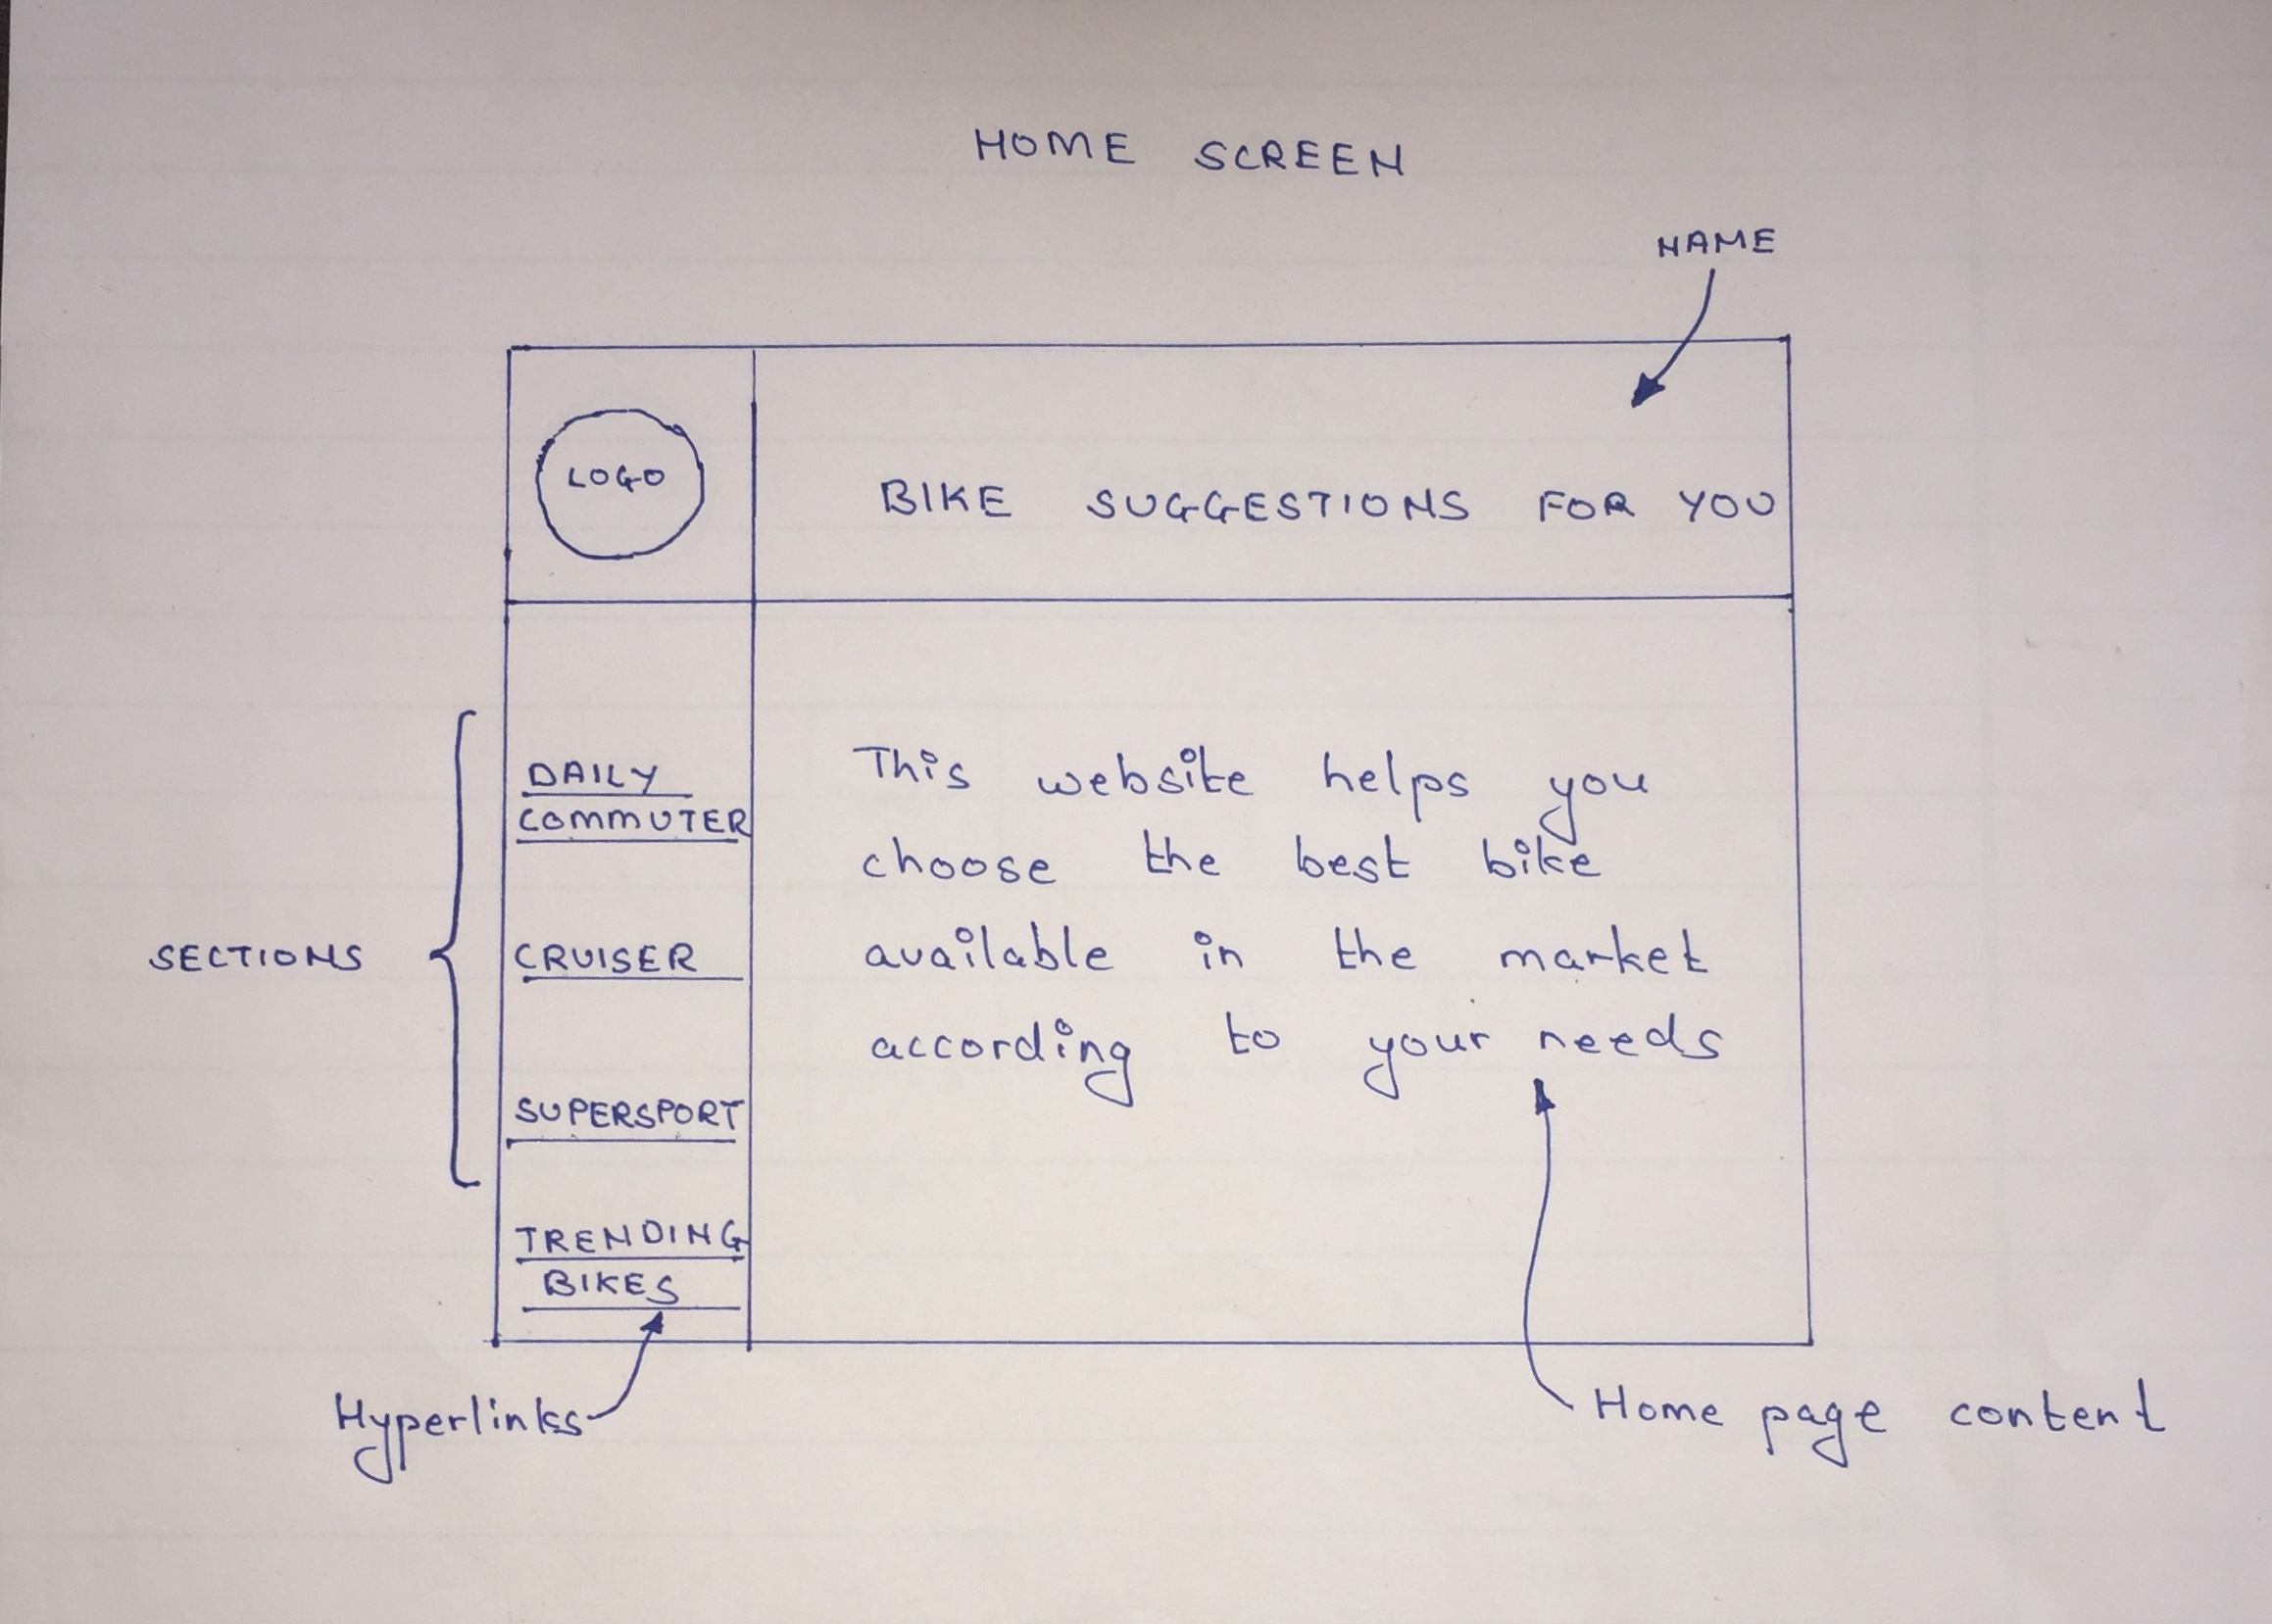 HOME SCREEN
NAME
LOGO
BIKE SUGGESTIONS FOR YOU
SECTIONS
DAILY
COMMUTER
CRUISER
SUPERSPORT
TRENDING
BIKES
This website helps you
choose the best bike
available in the market
according to your needs
Hyperlinks
Home page content